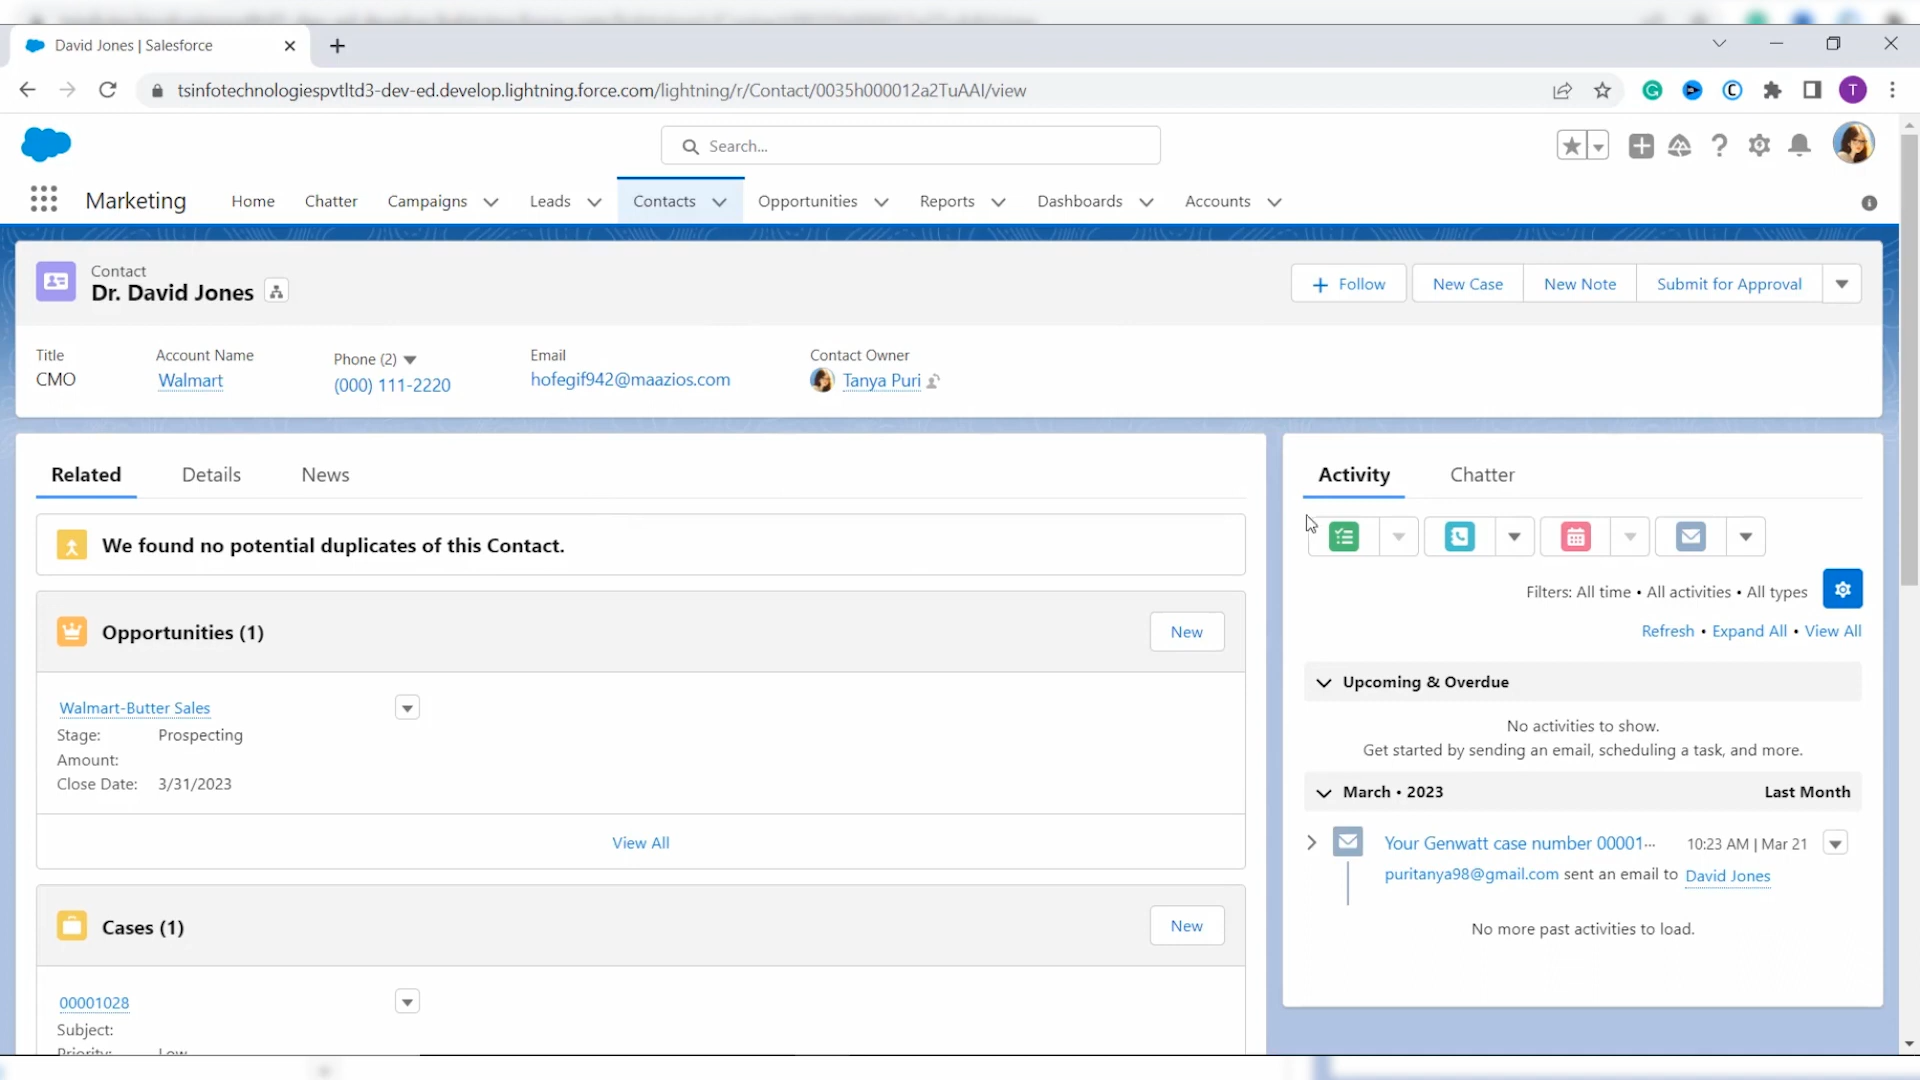 David Jones | Salesforce
tsinfotechnologiespvtltd3-dev-ed.develop.lightning.force.com/lightning/r/Contact/0035h000012a2TuAAI/view
T
Search...
Marketing
Home
Chatter
Campaigns
Leads
Contacts
Opportunities
Reports
Dashboards
Accounts
Contact
Dr. David Jones
Follow
New Case
New Note
Submit for Approval
Title
CMO
Account Name
Walmart
Phone (2)
(000) 111-2220
Email
hofegif942@maazios.com
Contact Owner
Tanya Puri
Related
Details
News
We found no potential duplicates of this Contact.
Opportunities (1)
New
Walmart-Butter Sales
Stage: Prospecting
Amount:
Close Date: 3/31/2023
View All
Cases (1)
New
00001028
Subject:
Priority: Low
Activity
Chatter
Filters: All time • All activities • All types
Refresh • Expand All • View All
Upcoming & Overdue
No activities to show.
Get started by sending an email, scheduling a task, and more.
March • 2023 Last Month
Your Genwatt case number 00001... 10:23 AM | Mar 21
puritanya98@gmail.com sent an email to David Jones
No more past activities to load.